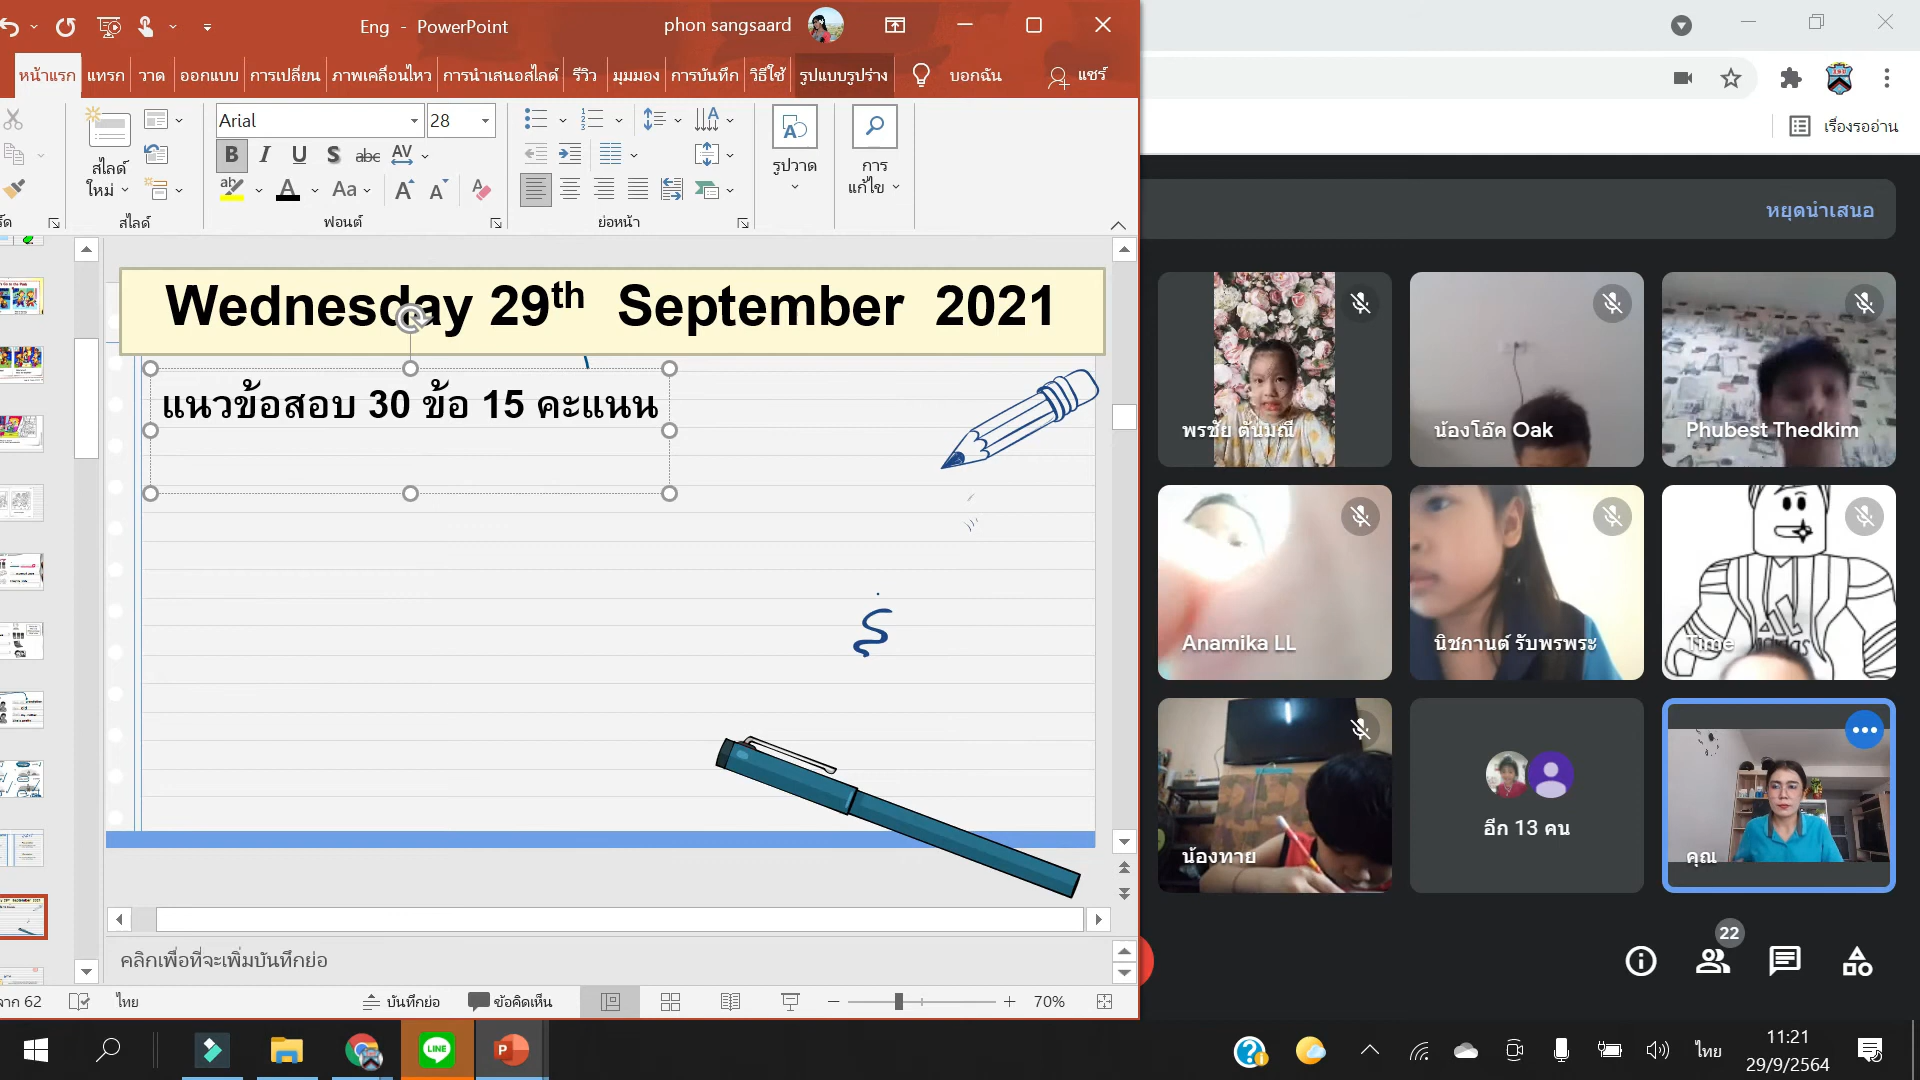 Eng - PowerPoint
phon sangsaard
หน้าแรก
แทรก
วาด
ออกแบบ
การเปลี่ยน
ภาพเคลื่อนไหว
การนำเสนอสไลด์
รีวิว
มุมมอง
การบันทึก
วิธีใช้
รูปแบบรูปร่าง
บอกฉัน
แชร์
สไลด์
ใหม่
Arial
28
B I U S abc AV
A Aa A A
รูปวาด
การ
แก้ไข
สไลด์
ฟอนต์
ย่อหน้า
เรื่องรออ่าน
หยุดนำเสนอ
Wednesday 29th September 2021
แนวข้อสอบ 30 ข้อ 15 คะแนน
พรชัย ตันมณี
น้องโอ๊ค Oak
Phubest Thedkim
Anamika LL
นิชกานต์ รับพรพระ
Time
น้องทาย
อีก 13 คน
คุณ
22
คลิกเพื่อที่จะเพิ่มบันทึกย่อ
จาก 62
ไทย
บันทึกย่อ
ข้อคิดเห็น
70%
LINE
ไทย
11:21
29/9/2564